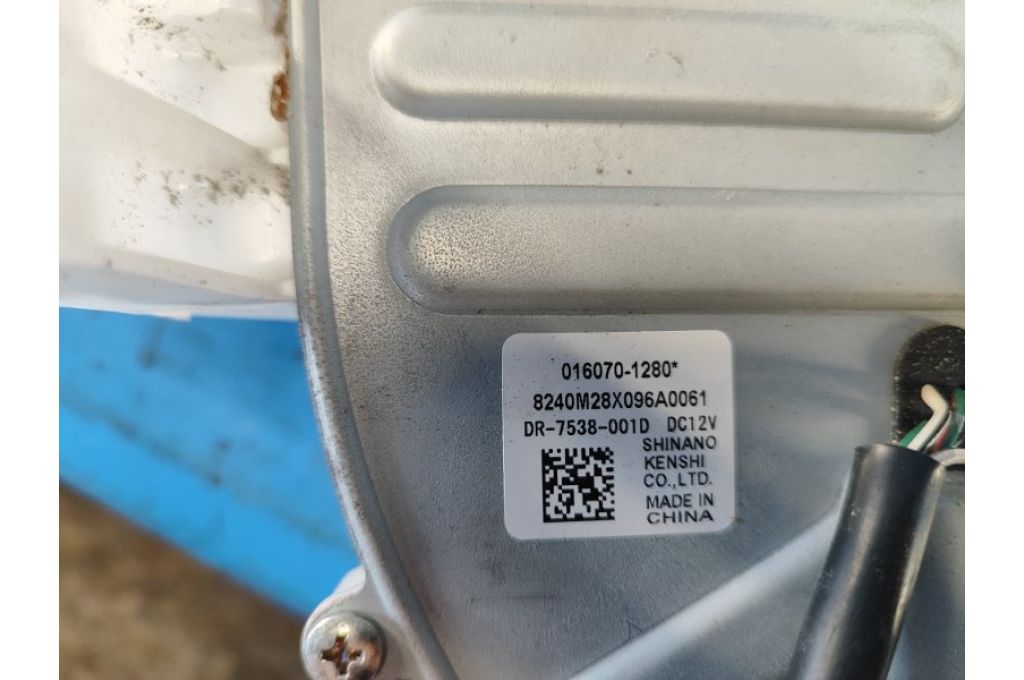 016070-1280*
8240M28X096A0061
DR-7538-001D DC12V
SHINANO
KENSHI
CO.,LTD.
MADE IN
CHINA